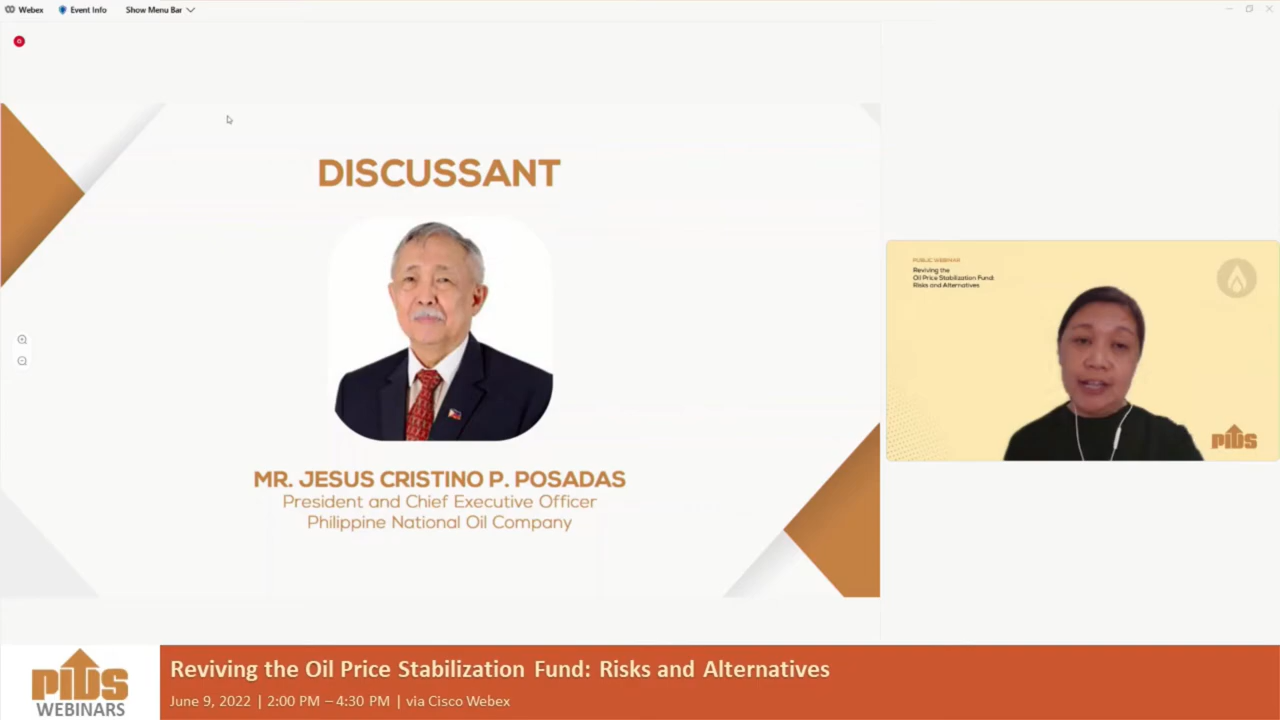 Webex
Event Info
Show Menu Bar
DISCUSSANT
MR. JESUS CRISTINO P. POSADAS
President and Chief Executive Officer
Philippine National Oil Company
PUBLIC WEBINAR
Reviving the
Oil Price Stabilization Fund:
Risks and Alternatives
PIDS
PIDS
WEBINARS
Reviving the Oil Price Stabilization Fund: Risks and Alternatives
June 9, 2022 | 2:00 PM – 4:30 PM | via Cisco Webex